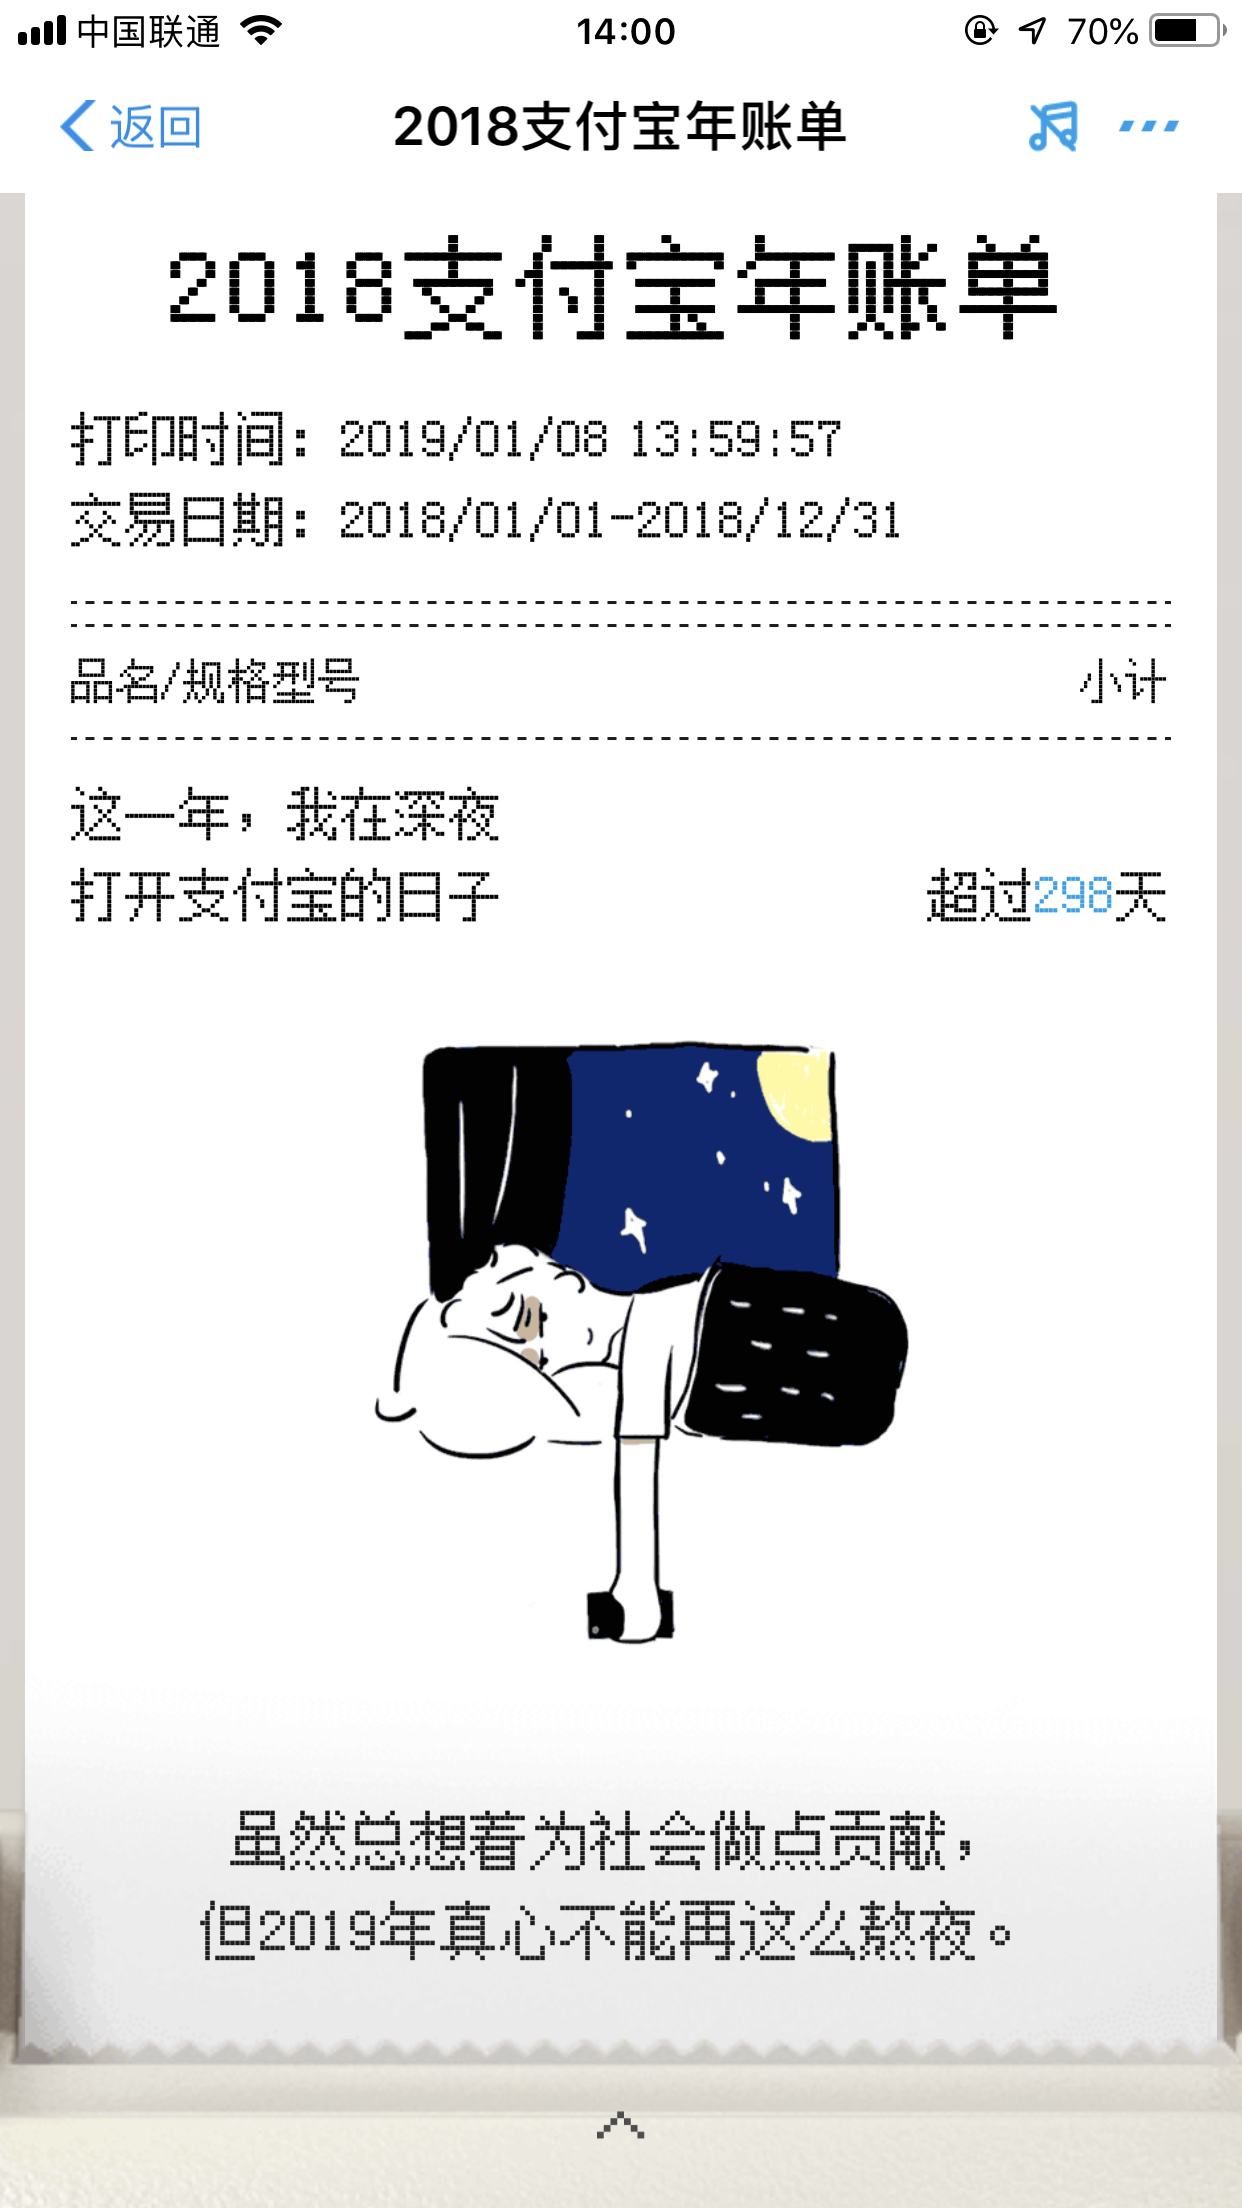 中国联通 14:00 70%
返回 2018支付宝年账单
2018支付宝年账单
打印时间：2019/01/08 13:59:57
交易日期：2018/01/01-2018/12/31
品名/规格型号 小计
这一年，我在深夜
打开支付宝的日子 超过298天
虽然总想着为社会做点贡献，
但2019年真心不能再这么熬夜。